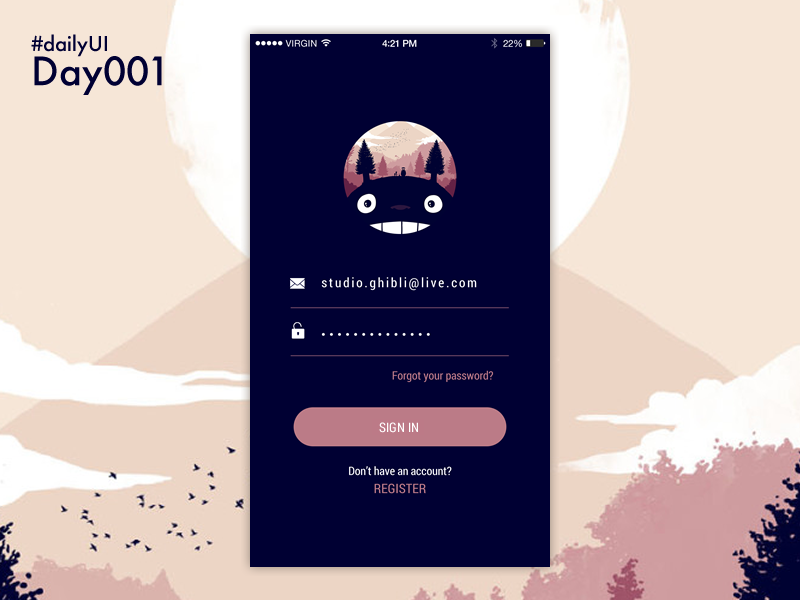 #dailyUI
Day001
VIRGIN 4:21 PM 22%
studio.ghibli@live.com
Forgot your password?
SIGN IN
Don't have an account?
REGISTER